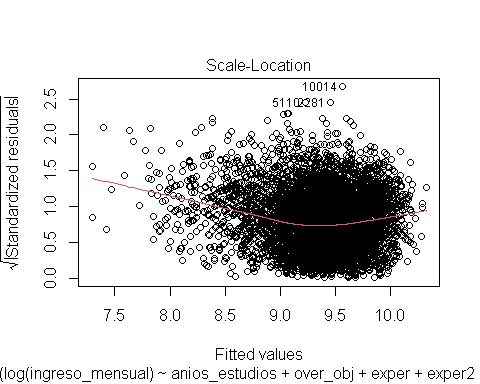 Scale-Location
10014
2281
√|Standardized residuals|
2.5
2.0
1.5
1.0
0.5
0.0
7.5 8.0 8.5 9.0 9.5 10.0
Fitted values
(log(ingreso_mensual) ~ anios_estudios + over_obj + exper + exper2